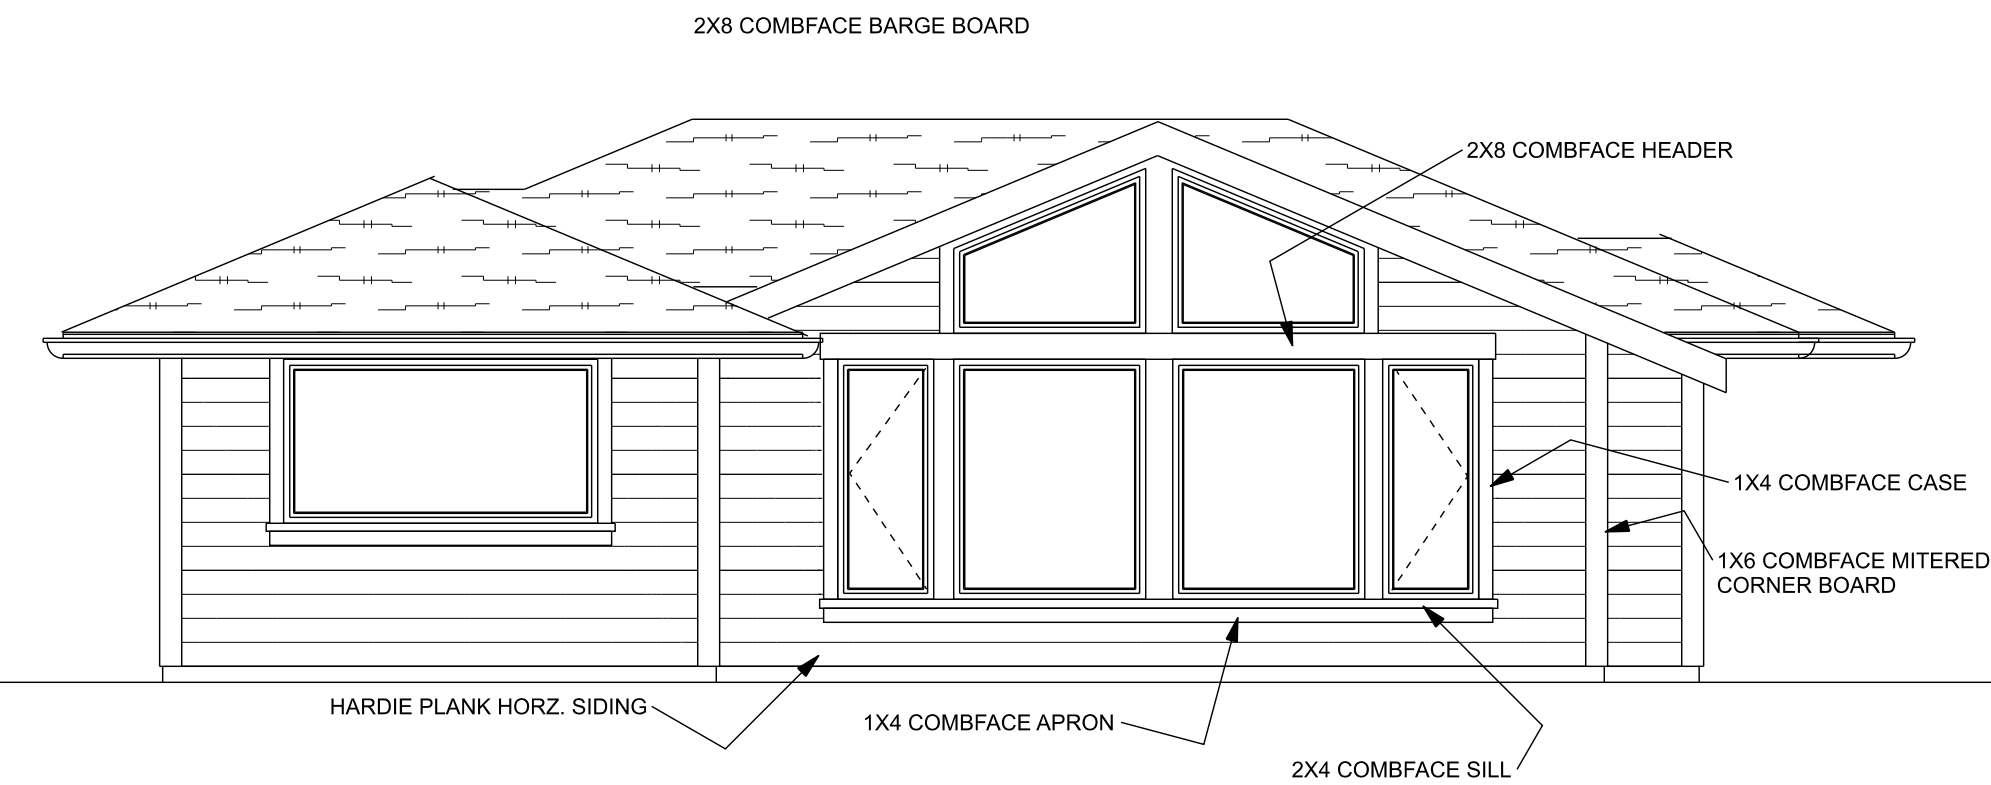 2X8 COMBFACE BARGE BOARD
2X8 COMBFACE HEADER
1X4 COMBFACE CASE
1X6 COMBFACE MITERED
CORNER BOARD
HARDIE PLANK HORZ. SIDING
1X4 COMBFACE APRON
2X4 COMBFACE SILL